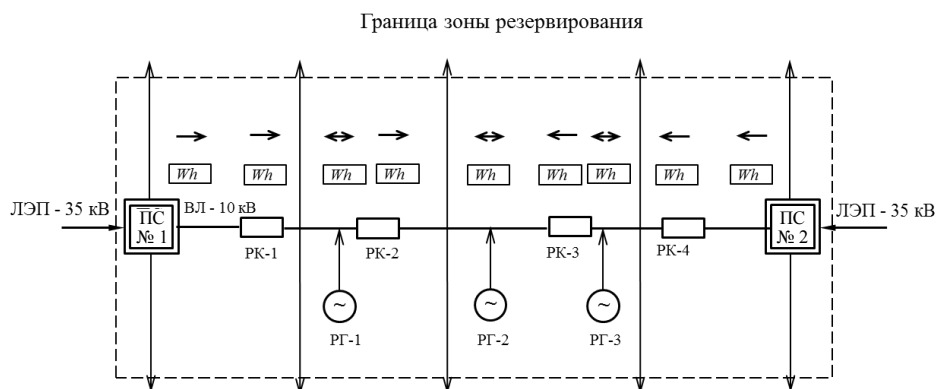 Граница зоны резервирования
Wh Wh Wh Wh Wh Wh Wh Wh Wh
ЛЭП - 35 кВ
ПС
№ 1
ВЛ - 10 кВ
ПС
№ 2
ЛЭП - 35 кВ
РК-1
РК-2
РК-3
РК-4
~ ~ ~
РГ-1
РГ-2
РГ-3